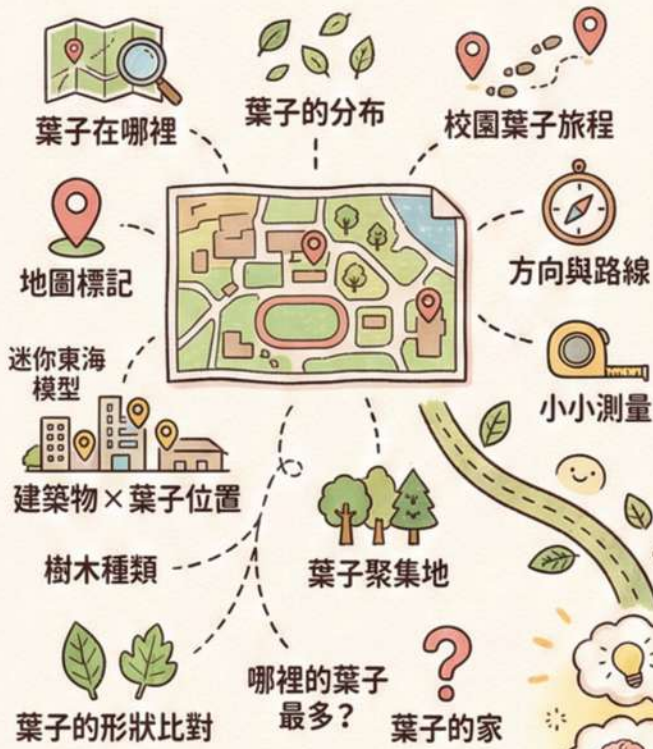 葉子在哪裡
葉子的分布
校園葉子旅程
地圖標記
方向與路線
迷你東海
模型
小小測量
建築物×葉子位置
樹木種類
葉子聚集地
葉子的形狀比對
哪裡的葉子
最多？
葉子的家